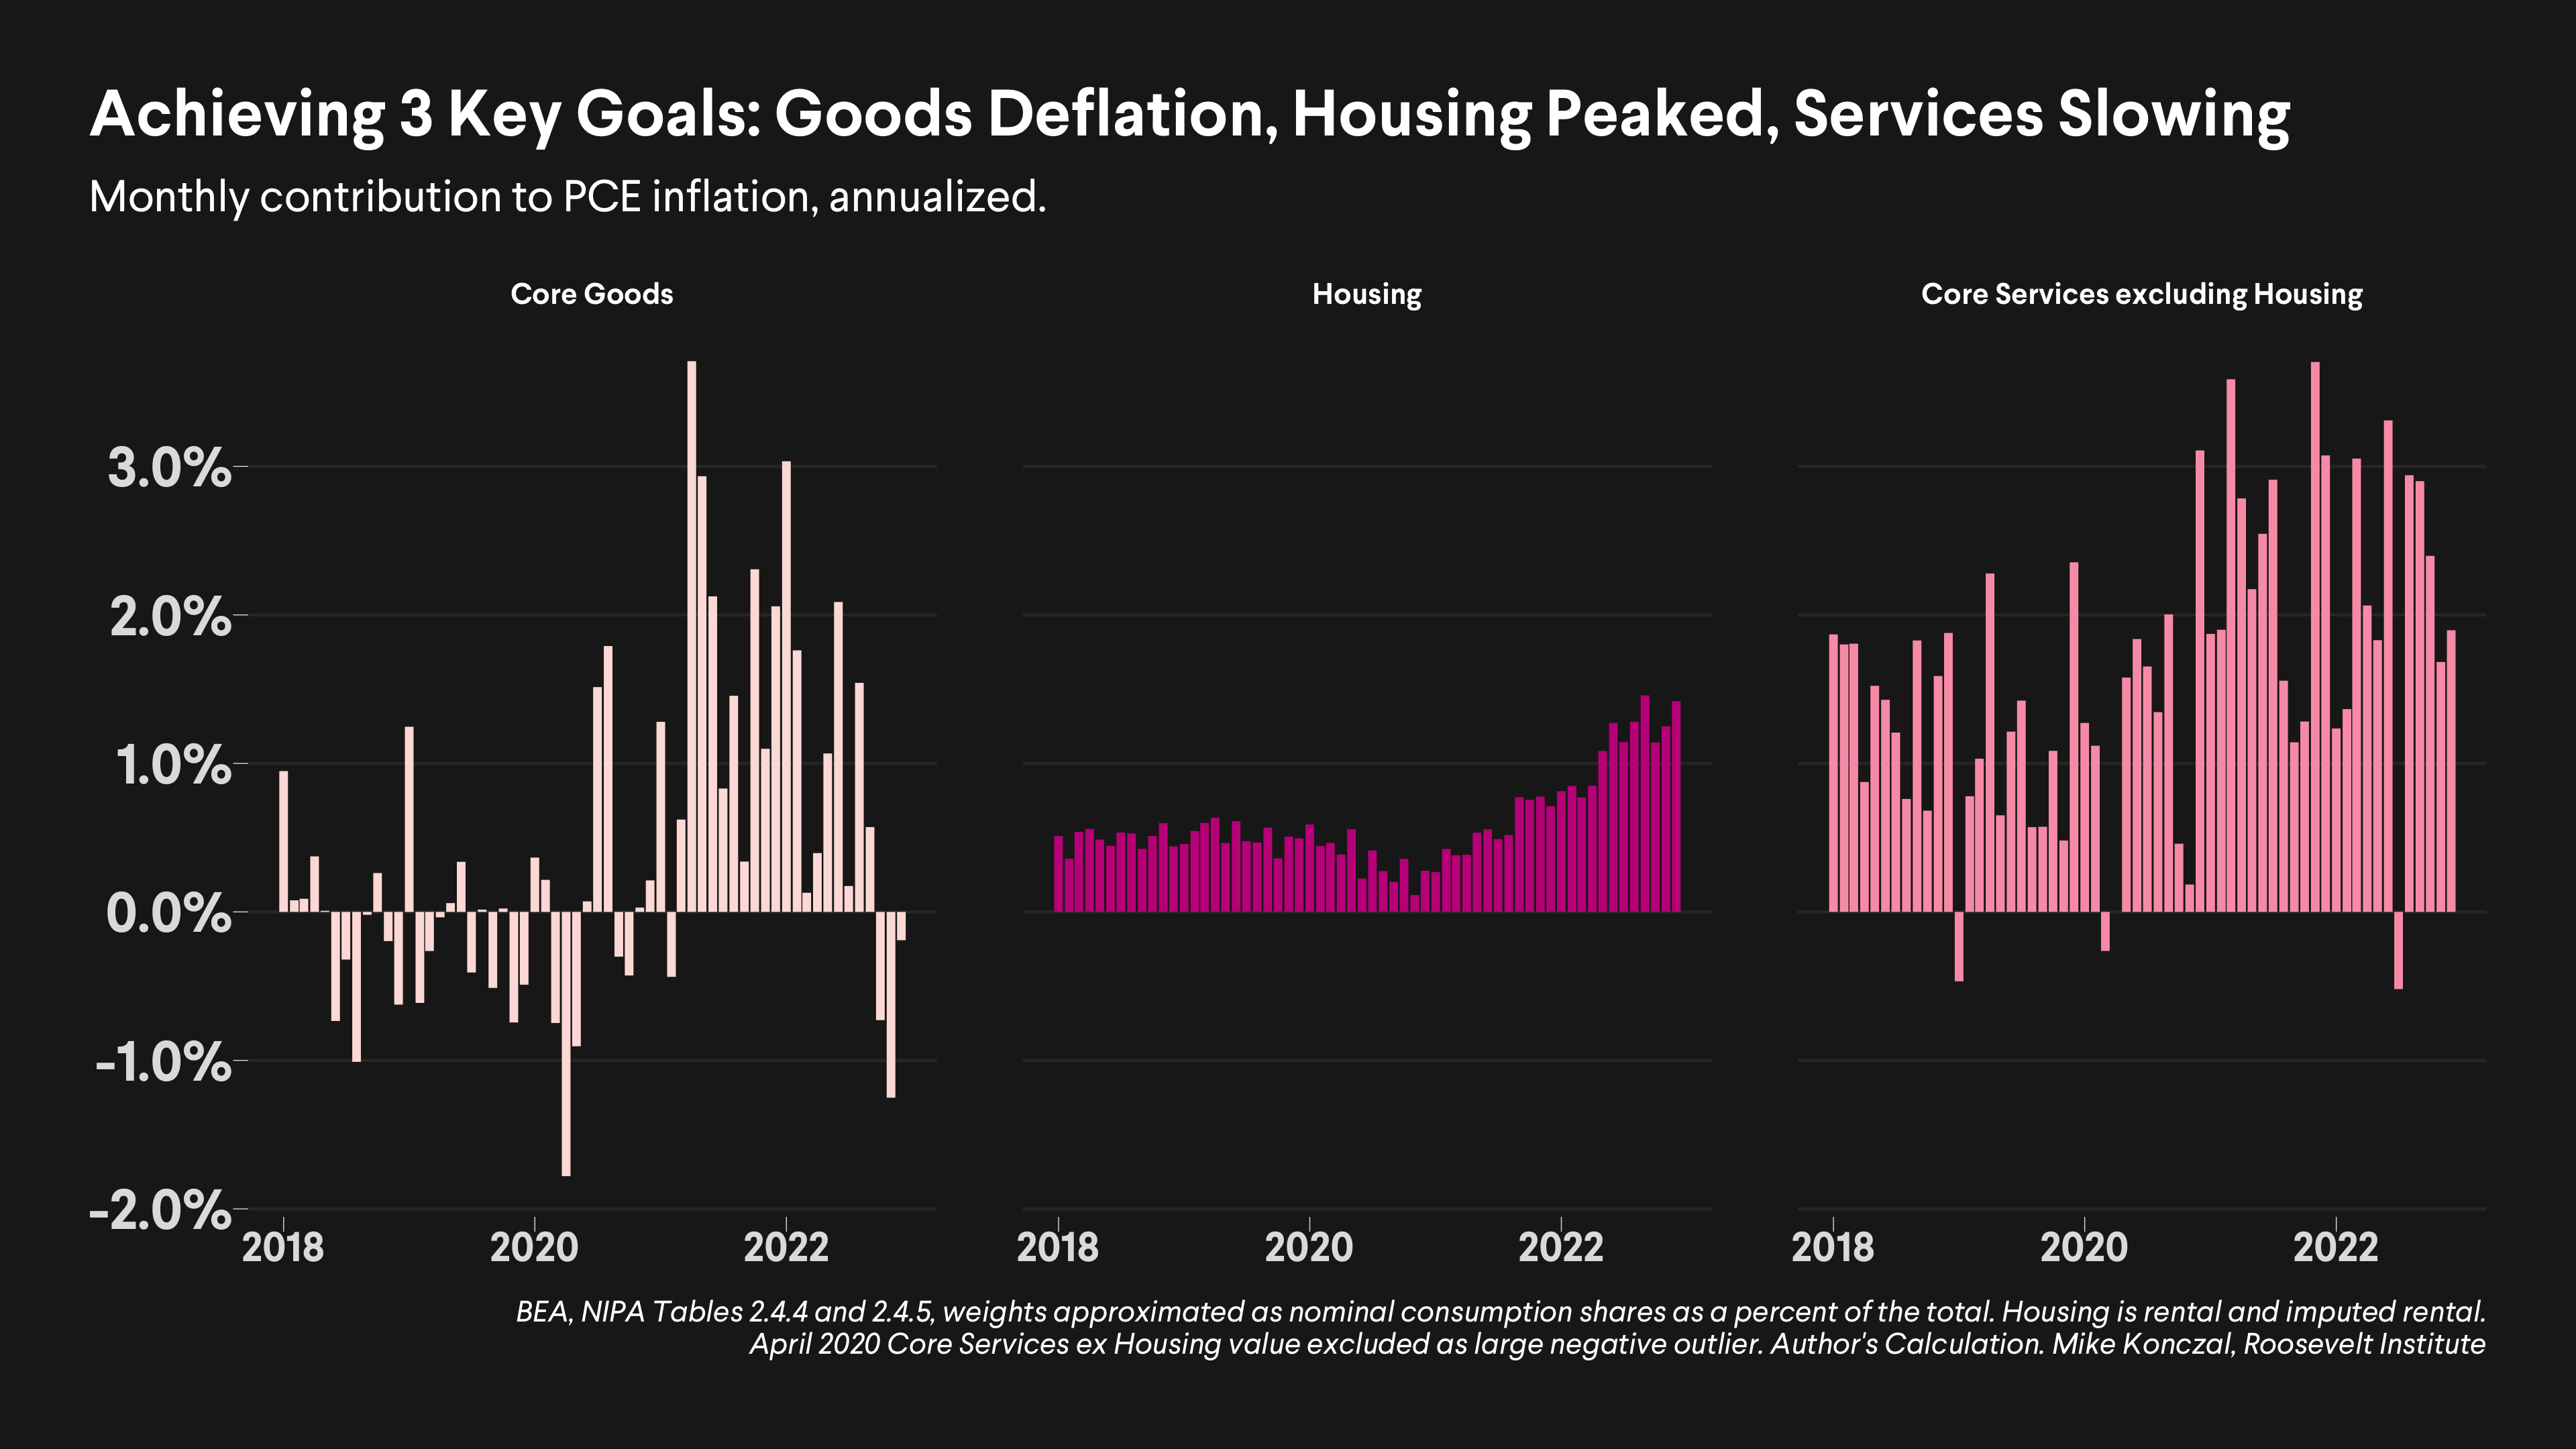 Achieving 3 Key Goals: Goods Deflation, Housing Peaked, Services Slowing
Monthly contribution to PCE inflation, annualized.
Core Goods
Housing
Core Services excluding Housing
3.0%
2.0%
1.0%
0.0%
-1.0%
-2.0%
2018 2020 2022
2018 2020 2022
2018 2020 2022
BEA, NIPA Tables 2.4.4 and 2.4.5, weights approximated as nominal consumption shares as a percent of the total. Housing is rental and imputed rental.
April 2020 Core Services ex Housing value excluded as large negative outlier. Author's Calculation. Mike Konczal, Roosevelt Institute